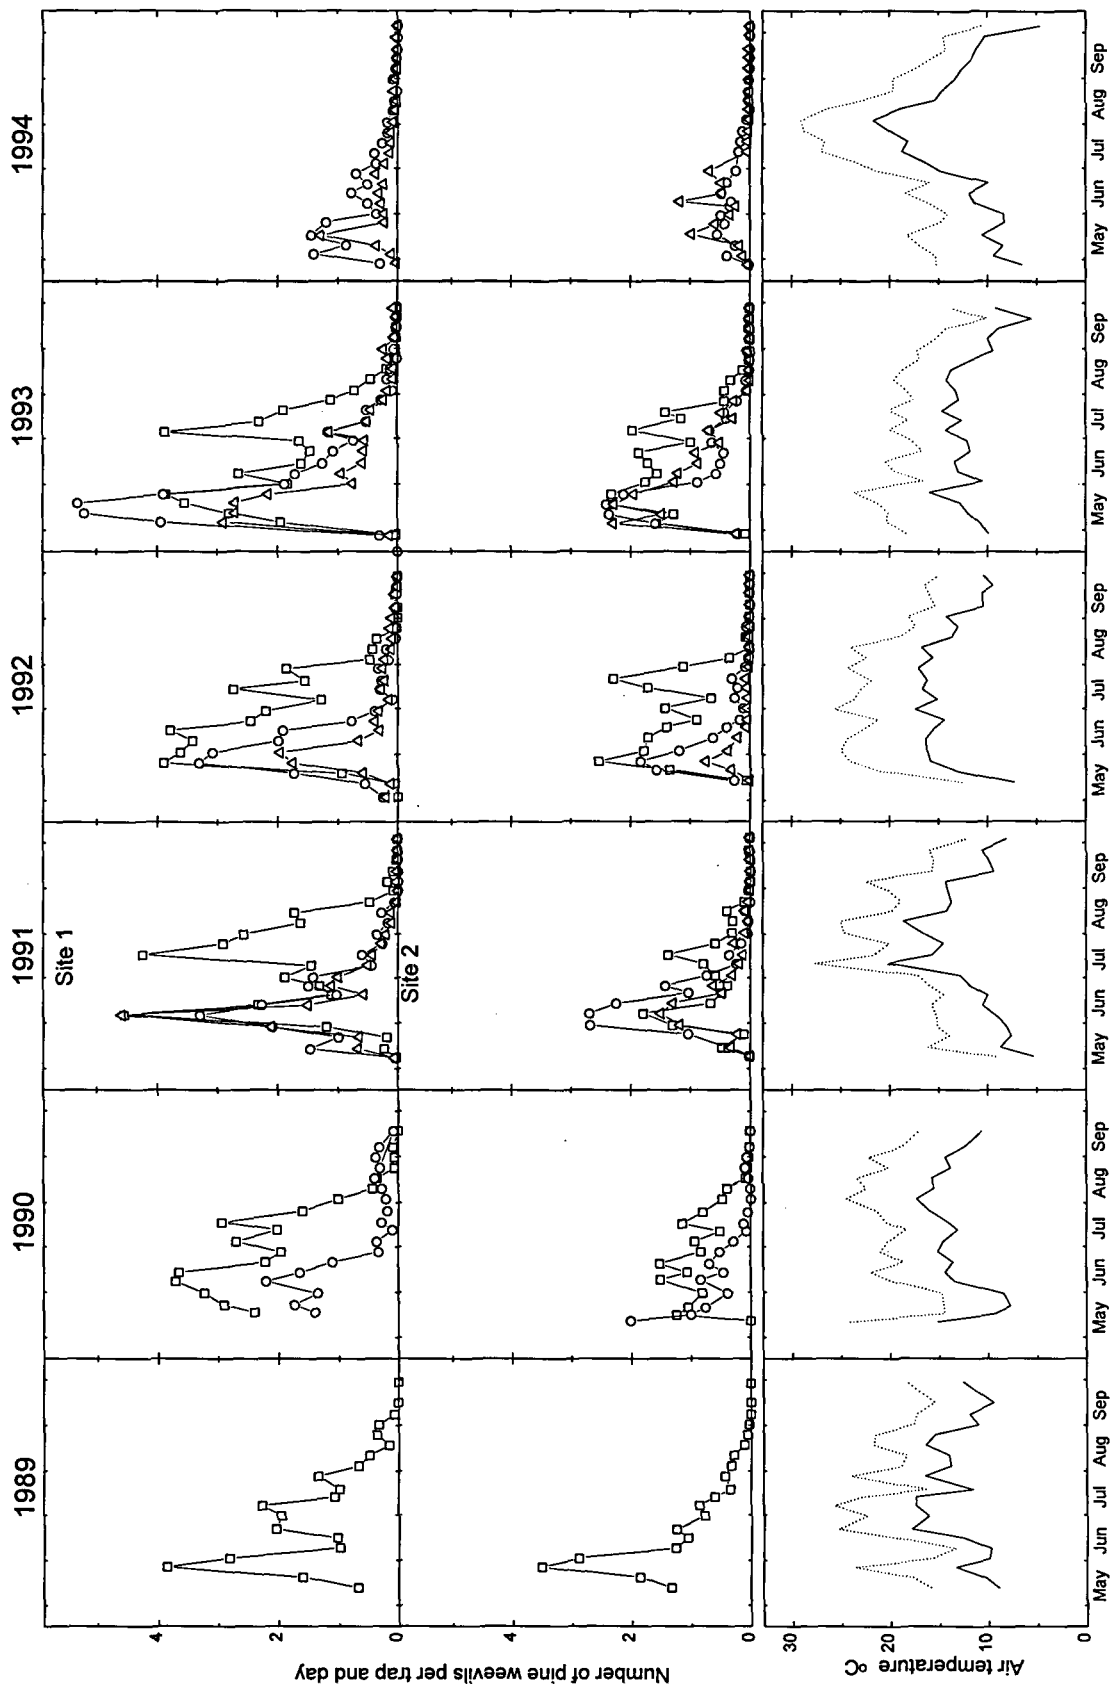 1989 1990 1991 1992 1993 1994
Site 1
4
2
0
Site 2
4
2
0
Number of pine weevils per trap and day
30
20
10
0
Air temperature °C
May Jun Jul Aug Sep May Jun Jul Aug Sep May Jun Jul Aug Sep May Jun Jul Aug Sep May Jun Jul Aug Sep May Jun Jul Aug Sep